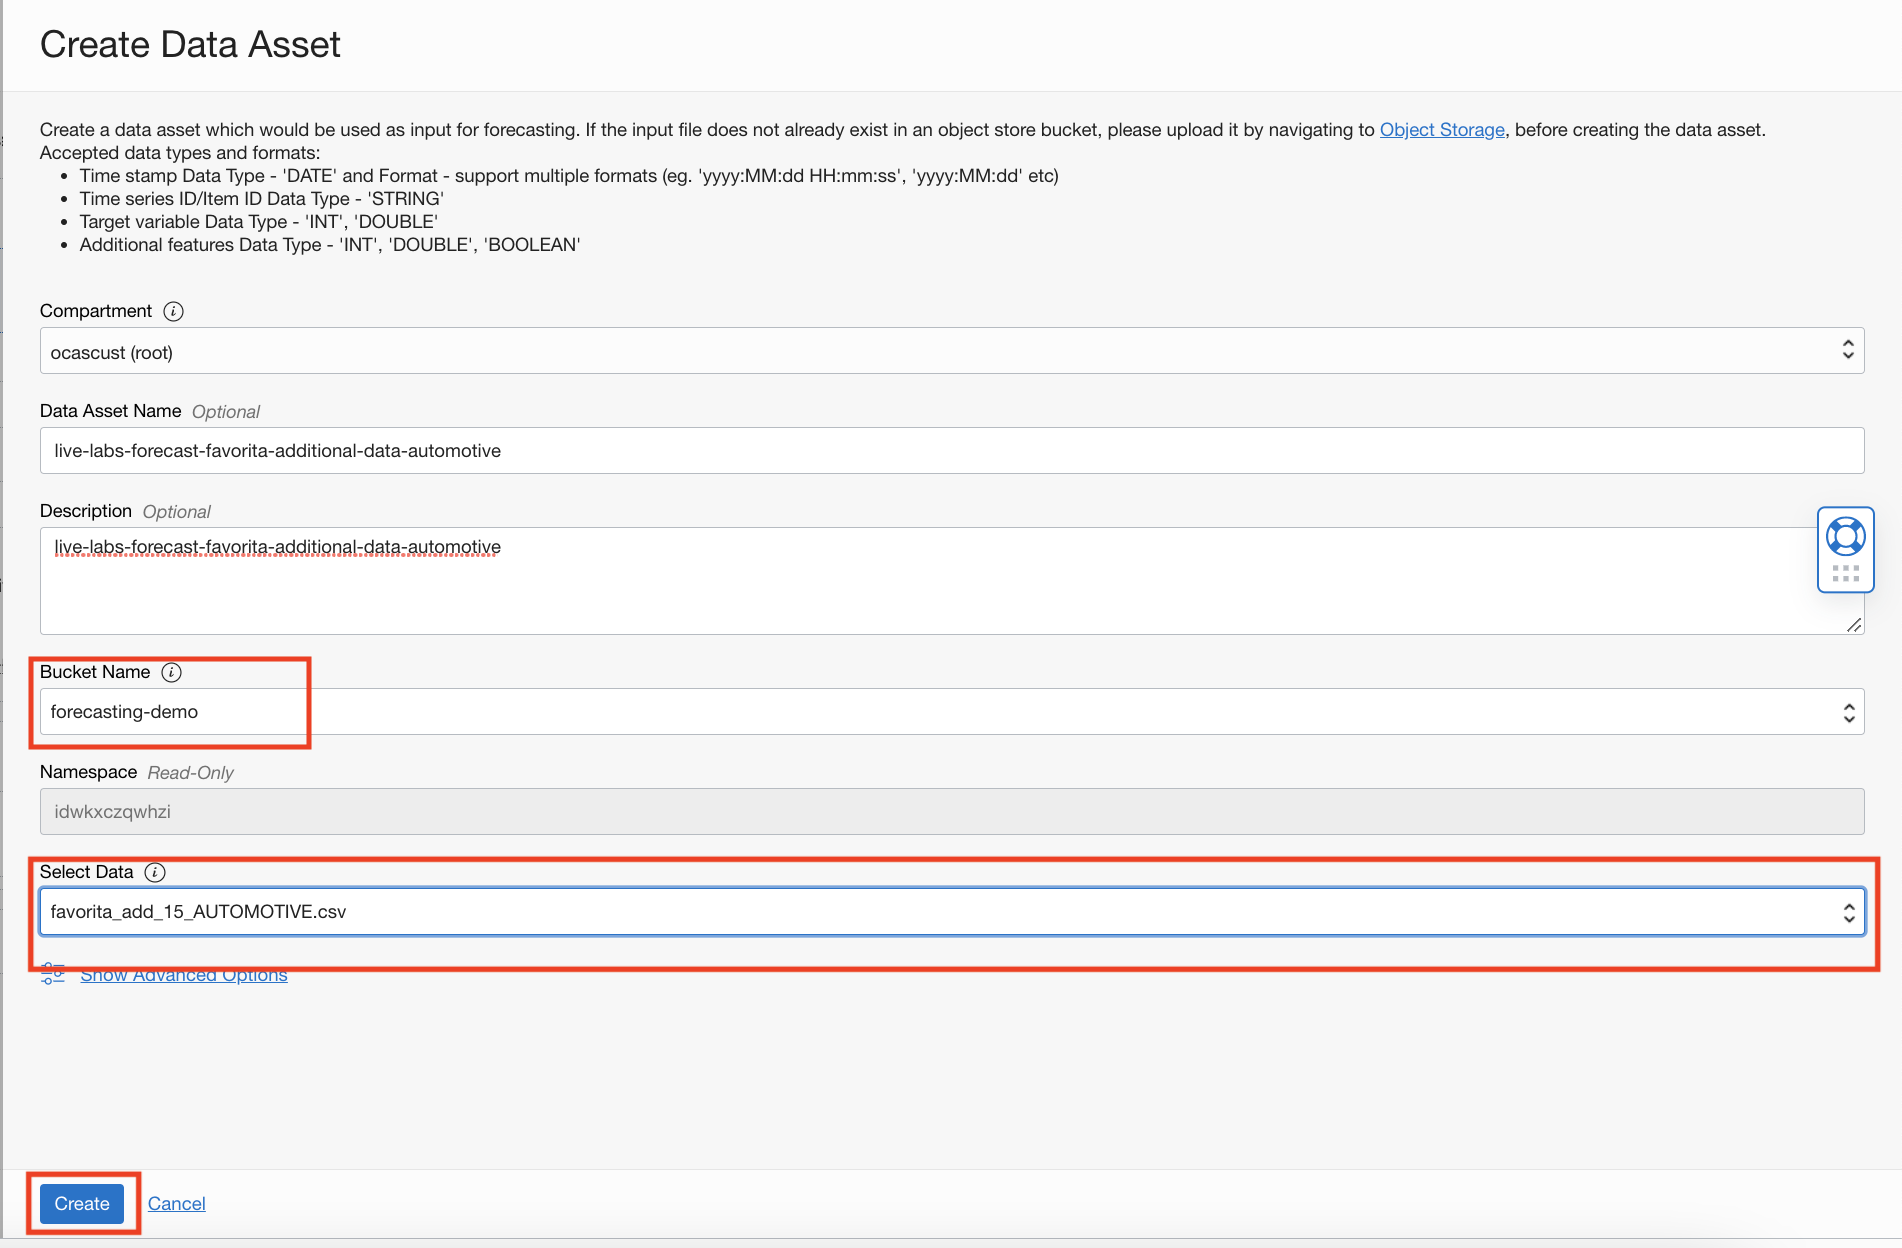 Create Data Asset
Create a data asset which would be used as input for forecasting. If the input file does not already exist in an object store bucket, please upload it by navigating to Object Storage, before creating the data asset.
Accepted data types and formats:
• Time stamp Data Type - 'DATE' and Format - support multiple formats (eg. 'yyyy:MM:dd HH:mm:ss', 'yyyy:MM:dd' etc)
• Time series ID/Item ID Data Type - 'STRING'
• Target variable Data Type - 'INT', 'DOUBLE'
• Additional features Data Type - 'INT', 'DOUBLE', 'BOOLEAN'
Compartment
ocascust (root)
Data Asset Name Optional
live-labs-forecast-favorita-additional-data-automotive
Description Optional
live-labs-forecast-favorita-additional-data-automotive
Bucket Name
forecasting-demo
Namespace Read-Only
idwkxczqwhzi
Select Data
favorita_add_15_AUTOMOTIVE.csv
Show Advanced Options
Create Cancel